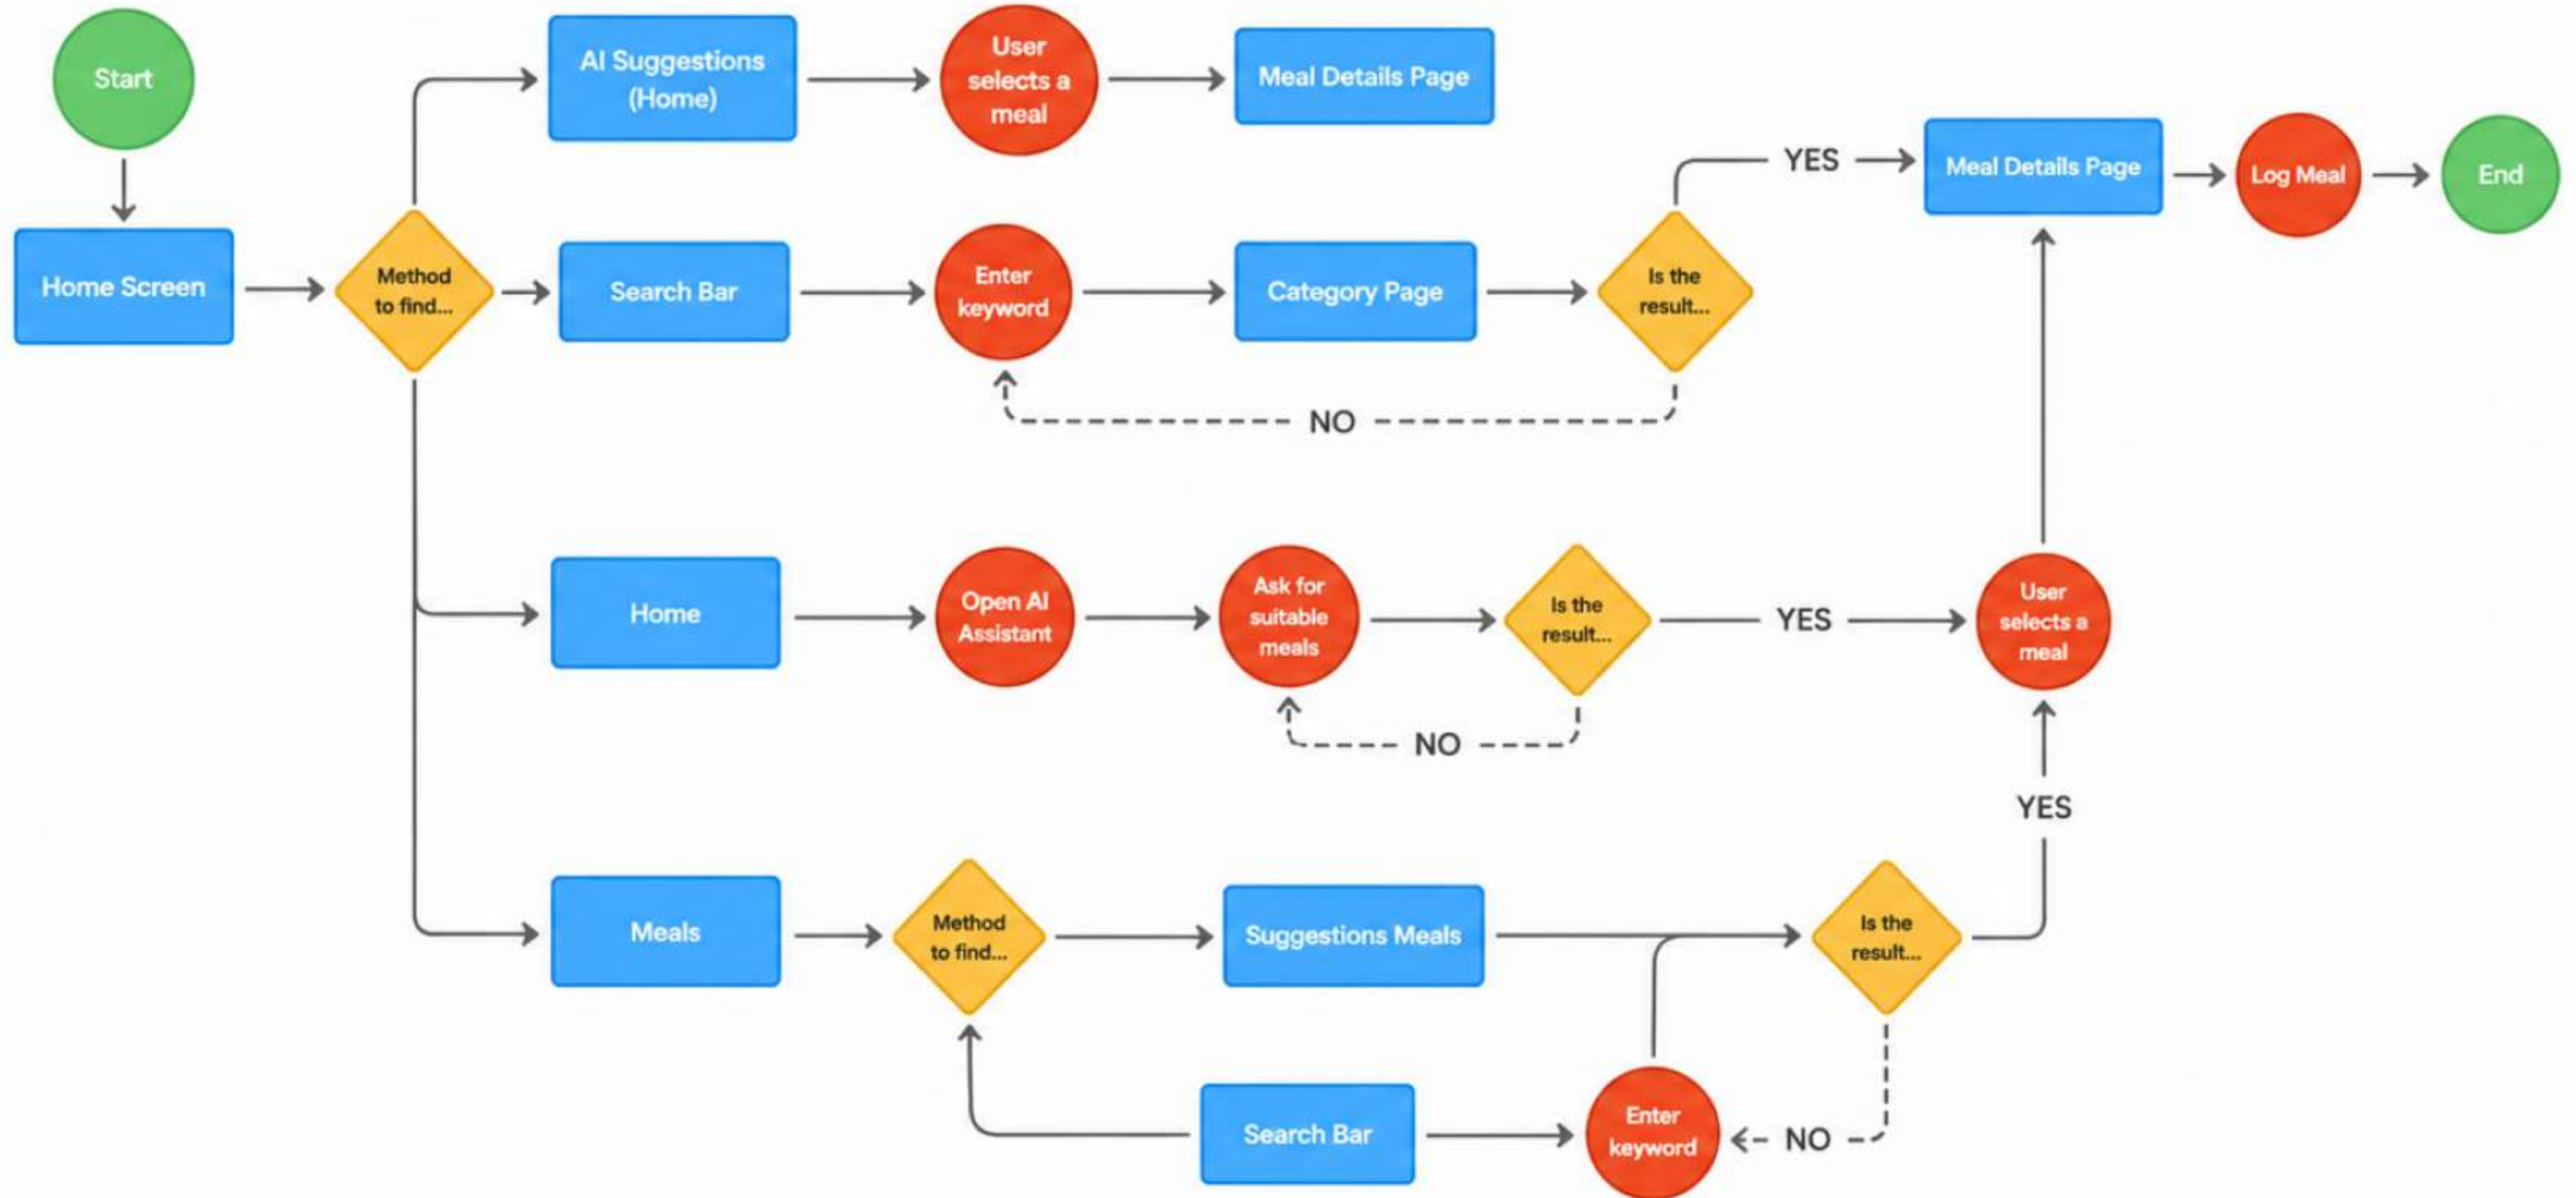 Start
AI Suggestions
(Home)
User
selects a
meal
Meal Details Page
YES
Meal Details Page
Log Meal
End
Home Screen
Method
to find...
Search Bar
Enter
keyword
Category Page
Is the
result...
NO
Home
Open AI
Assistant
Ask for
suitable
meals
Is the
result...
YES
User
selects a
meal
NO
YES
Meals
Method
to find...
Suggestions Meals
Is the
result...
Search Bar
Enter
keyword
NO